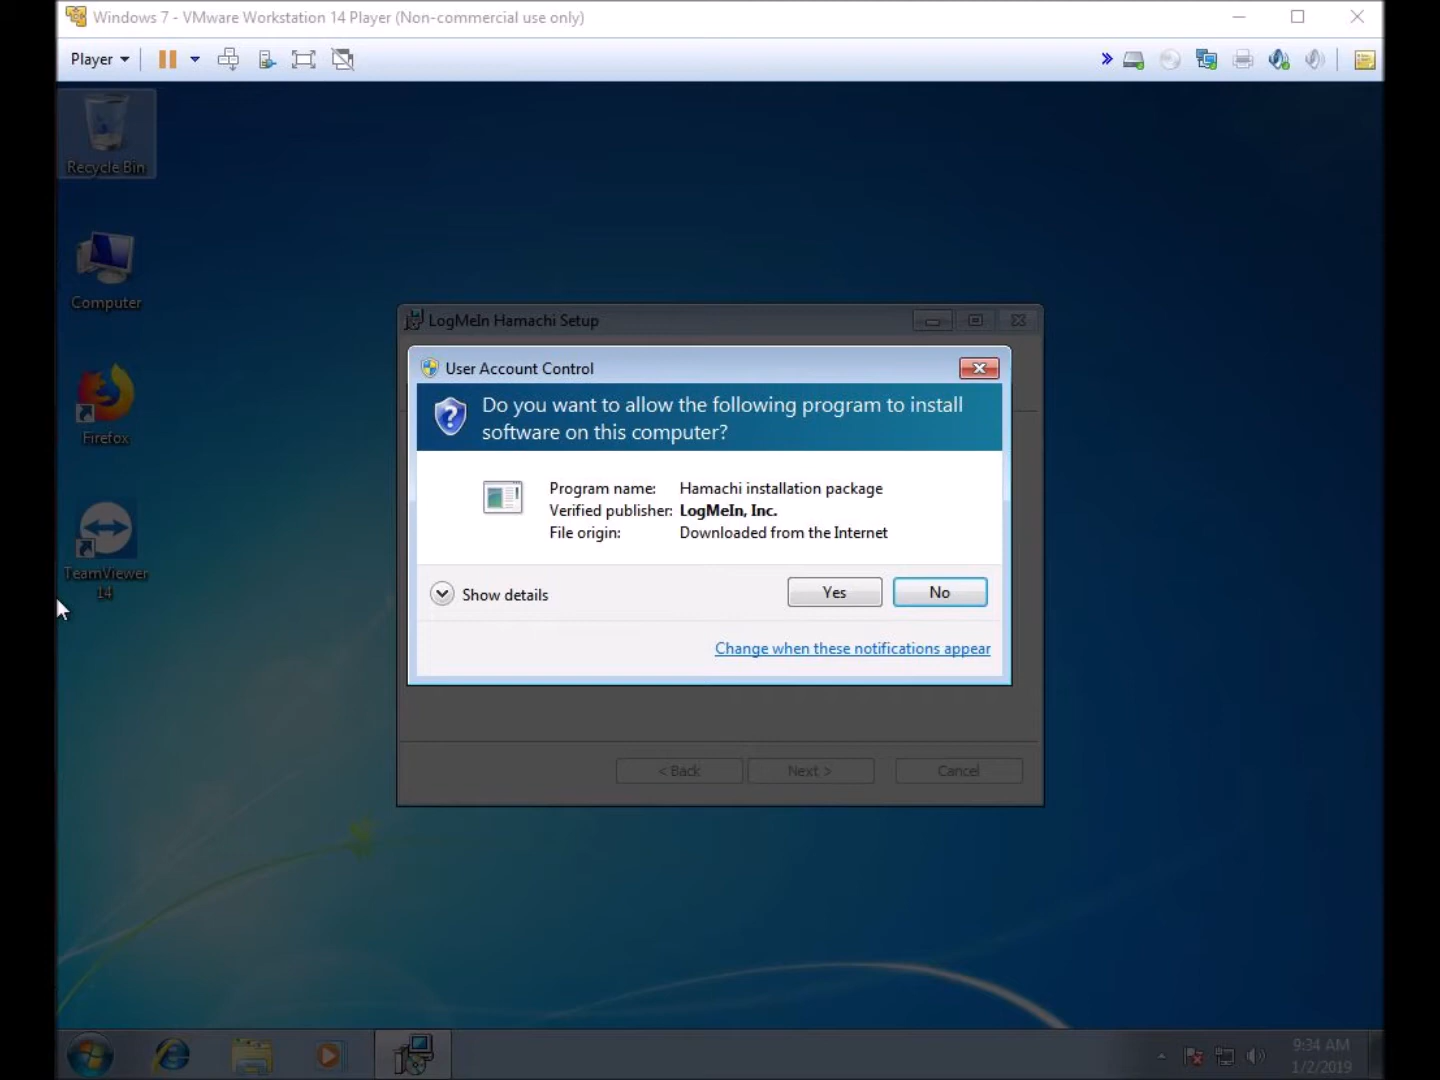 Windows 7 - VMware Workstation 14 Player (Non-commercial use only)
Player
Recycle Bin
Computer
Firefox
TeamViewer
14
LogMeIn Hamachi Setup
User Account Control
Do you want to allow the following program to install
software on this computer?
Program name: Hamachi installation package
Verified publisher: LogMeIn, Inc.
File origin: Downloaded from the Internet
Show details
Yes
No
Change when these notifications appear
< Back
Next >
Cancel
9:34 AM
1/2/2019